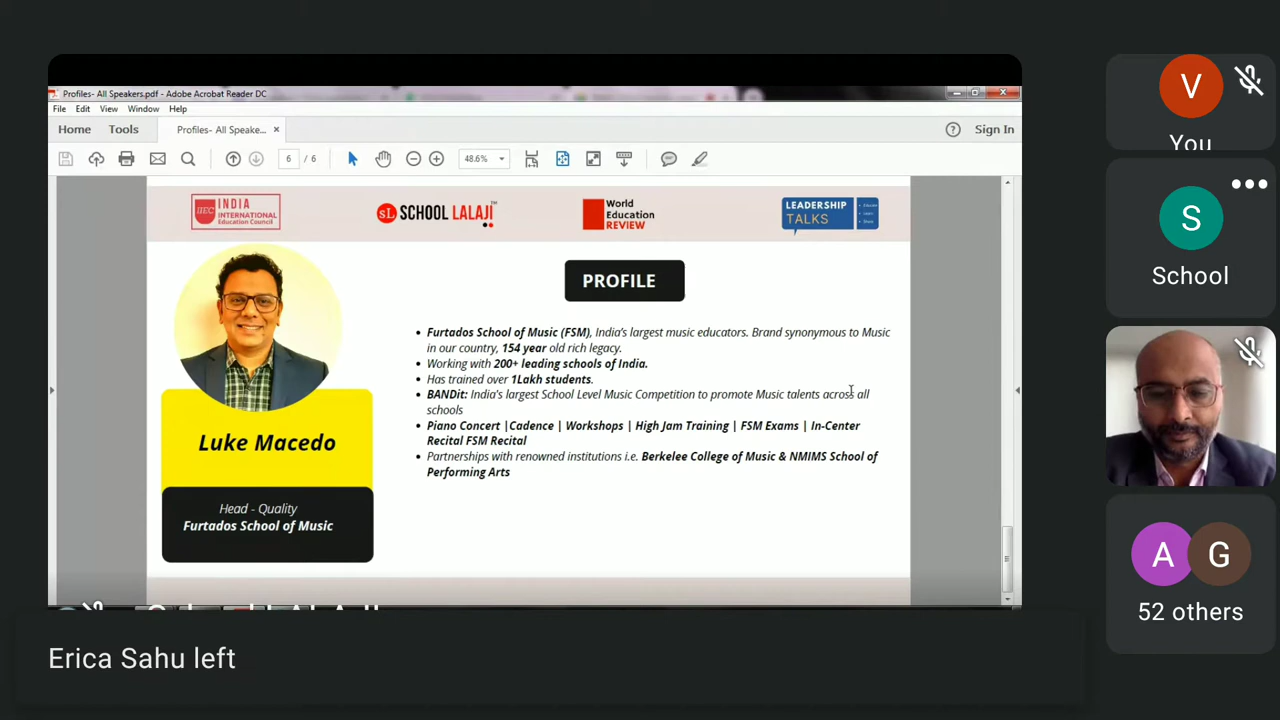 Profiles- All Speakers.pdf - Adobe Acrobat Reader DC
File Edit View Window Help
Home Tools Profiles- All Speake... × Sign In
6 / 6 48.6%
IIEC INDIA INTERNATIONAL Education Council
sL SCHOOL LALAJI™
World Education REVIEW
LEADERSHIP TALKS
PROFILE
• Furtados School of Music (FSM), India's largest music educators. Brand synonymous to Music
in our country, 154 year old rich legacy.
• Working with 200+ leading schools of India.
• Has trained over 1Lakh students.
• BANDit: India's largest School Level Music Competition to promote Music talents across all
schools
• Piano Concert |Cadence | Workshops | High Jam Training | FSM Exams | In-Center
Recital FSM Recital
• Partnerships with renowned institutions i.e. Berkelee College of Music & NMIMS School of
Performing Arts
Luke Macedo
Head - Quality
Furtados School of Music
V
You
S
School
A G
52 others
Erica Sahu left